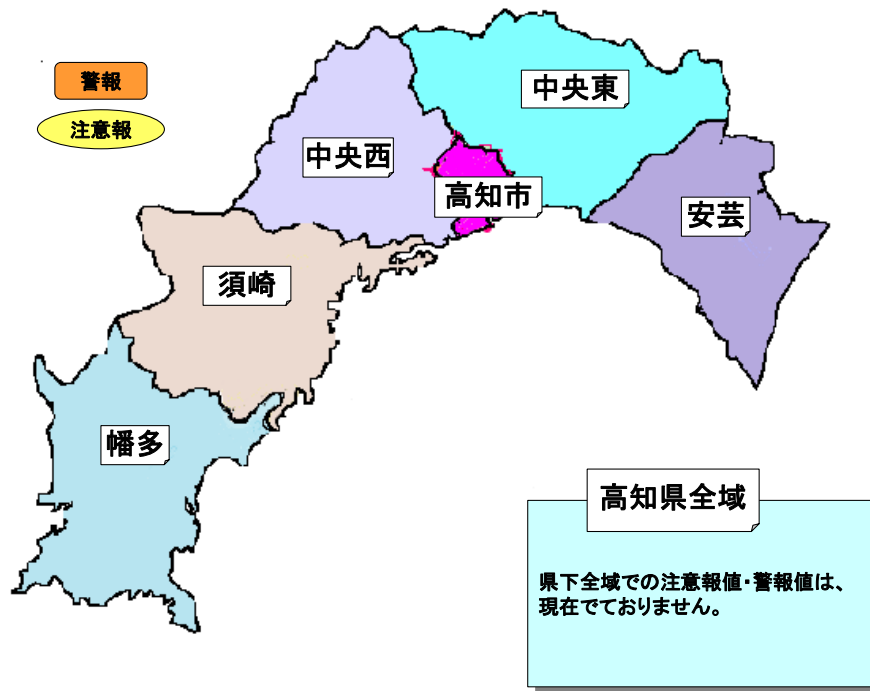 警報
注意報
中央東
中央西
高知市
安芸
須崎
幡多
高知県全域
県下全域での注意報値・警報値は、
現在でておりません。